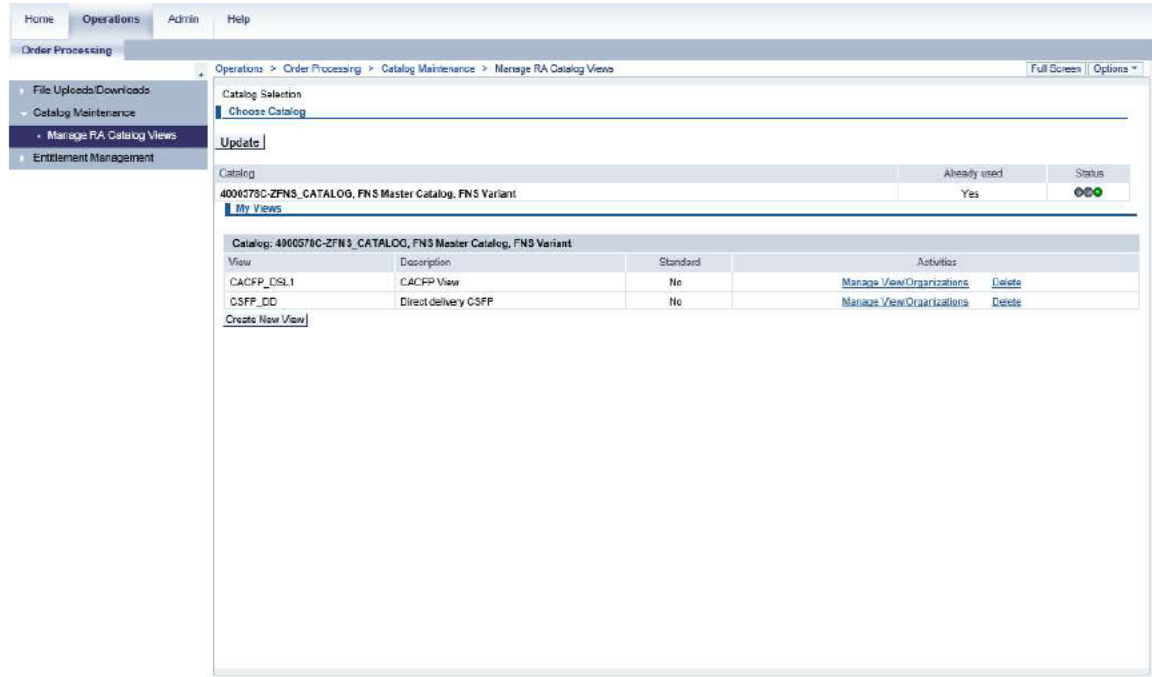 Home Operations Admin Help
Order Processing
Operations > Order Processing > Catalog Maintenance > Manage RA Catalog Views Full Screen Options
File Uploads/Downloads
Catalog Maintenance
Manage RA Catalog Views
Entitlement Management
Catalog Selection
Choose Catalog
Update
Catalog Already used Status
4000578C-ZFNS_CATALOG, FNS Master Catalog, FNS Variant Yes
My Views
Catalog: 4000578C-ZFNS_CATALOG, FNS Master Catalog, FNS Variant
View Description Standard Activities
CACFP_DSL1 CACFP View No Manage View/Organizations Delete
CSFP_DD Direct delivery CSFP No Manage View/Organizations Delete
Create New View